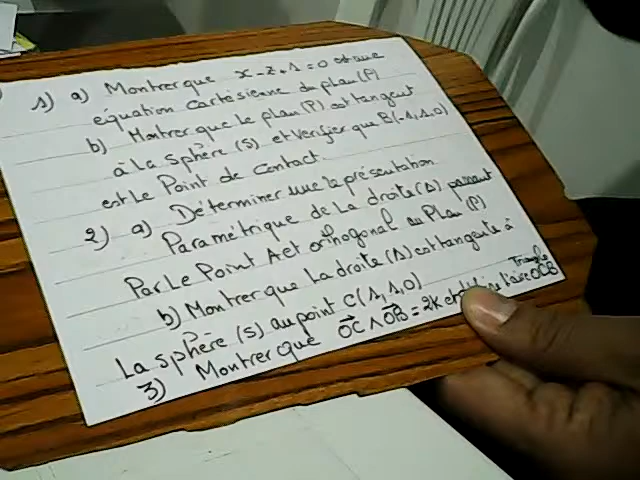 1) a) Montrer que x - z + 1 = 0 est une
équation cartésienne du plan (P)
b) Montrer que le plan (P) est tangent
à la sphère (S) et vérifier que B(-1,1,0)
est le Point de contact.
2) a) Déterminer une représentation
Paramétrique de la droite (Δ) passant
Par le Point A et orthogonal au Plan (P)
b) Montrer que la droite (Δ) est tangente à
La sphère (S) au point C(1,1,0)
3) Montrer que OC ∧ OB = 2K et l'aire OCB
Triangle